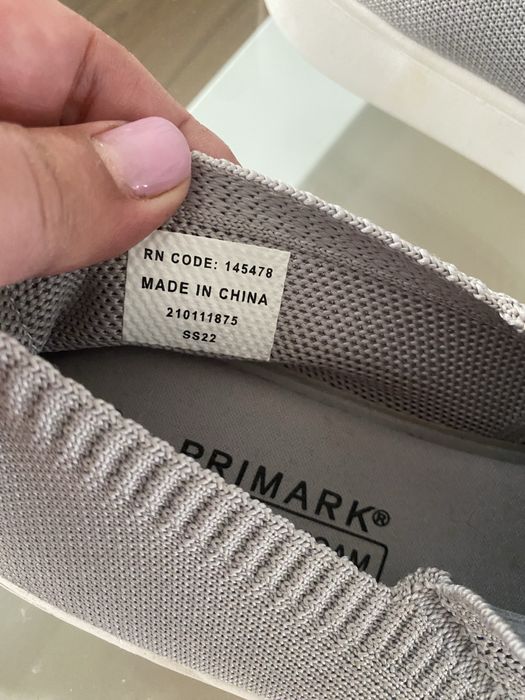 RN CODE: 145478
MADE IN CHINA
210111875
SS22
PRIMARK®